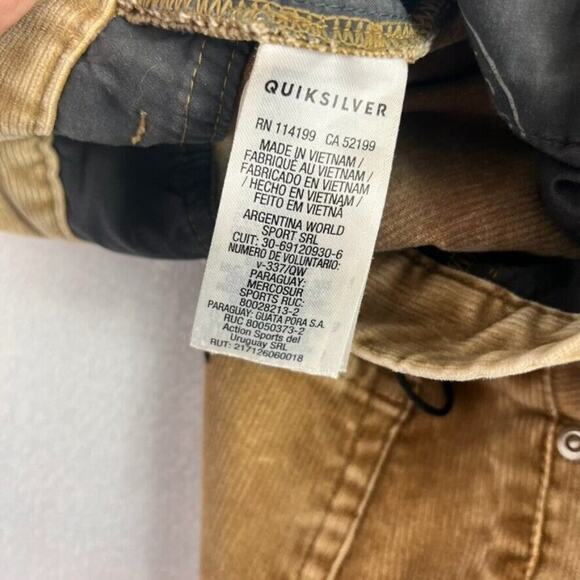 QUIKSILVER
RN 114199 CA 52199
MADE IN VIETNAM /
FABRIQUÉ AU VIETNAM /
FABRICADO EN VIETNAM
/ HECHO EN VIETNAM /
FEITO EM VIETNÃ
ARGENTINA WORLD
SPORT SRL
CUIT: 30-69120930-6
NUMERO DE VOLUNTARIO:
v-337/QW
PARAGUAY:
MERCOSUR
SPORTS RUC:
80028213-2
PARAGUAY: GUATA PORA S.A.
RUC 80050373-2
Action Sports del
Uruguay SRL
RUT: 217126060018